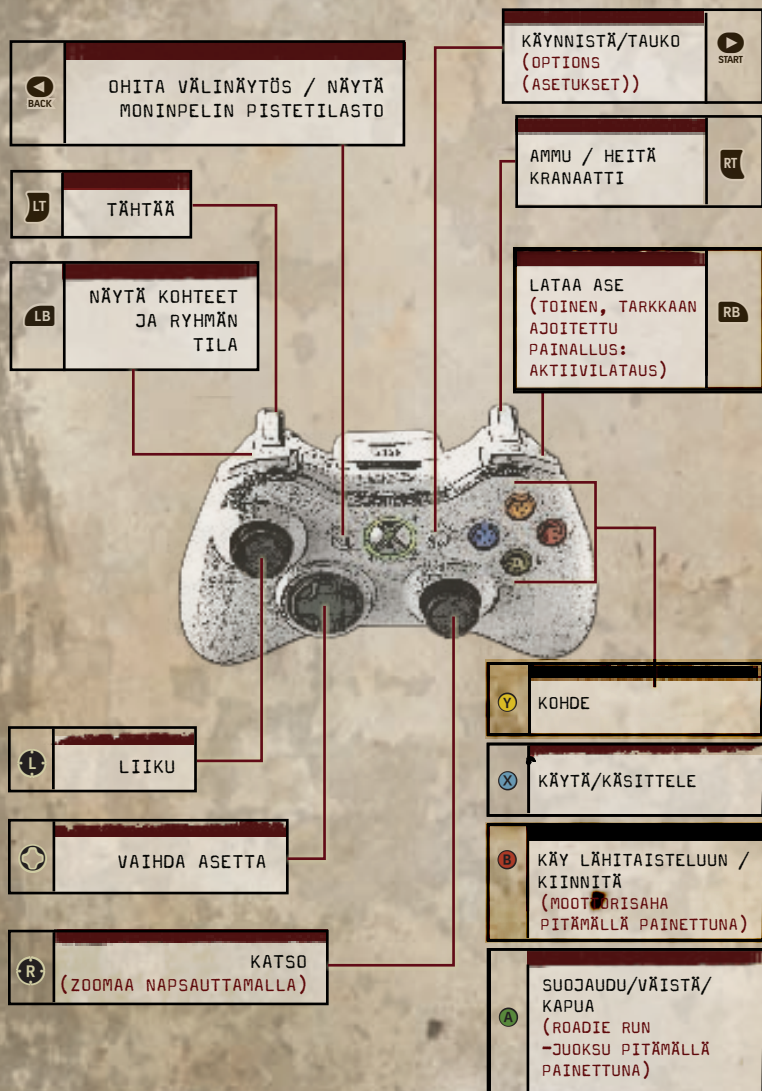 BACK
OHITA VÄLINÄYTÖS / NÄYTÄ
MONINPELIN PISTETILASTO
LT
TÄHTÄÄ
LB
NÄYTÄ KOHTEET
JA RYHMÄN
TILA
KÄYNNISTÄ/TAUKO
(OPTIONS
(ASETUKSET))
START
AMMU / HEITÄ
KRANAATTI
RT
LATAA ASE
(TOINEN, TARKKAAN
AJOITETTU
PAINALLUS:
AKTIIVILATAUS)
RB
L
LIIKU
VAIHDA ASETTA
R
KATSO
(ZOOMAA NAPSAUTTAMALLA)
Y
KOHDE
X
KÄYTÄ/KÄSITTELE
B
KÄY LÄHITAISTELUUN /
KIINNITÄ
(MOOTTORISAHA
PITÄMÄLLÄ PAINETTUNA)
A
SUOJAUDU/VÄISTÄ/
KAPUA
(ROADIE RUN
-JUOKSU PITÄMÄLLÄ
PAINETTUNA)